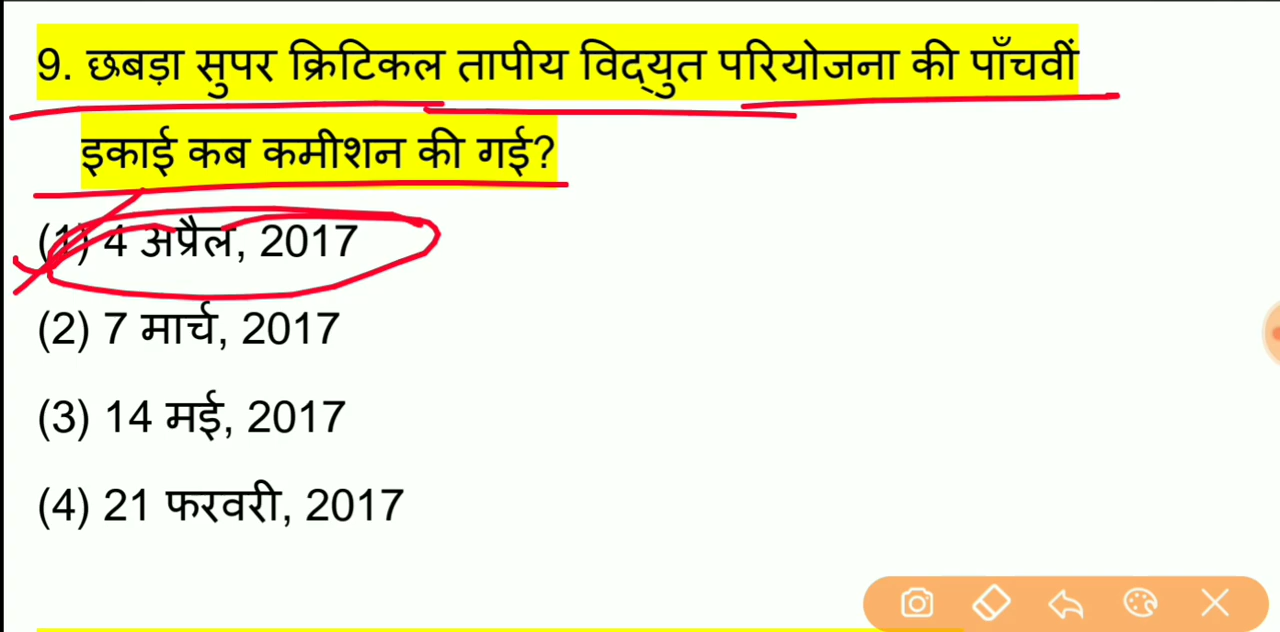 9. छबड़ा सुपर क्रिटिकल तापीय विद्युत परियोजना की पाँचवीं
इकाई कब कमीशन की गई?
(1) 4 अप्रैल, 2017
(2) 7 मार्च, 2017
(3) 14 मई, 2017
(4) 21 फरवरी, 2017